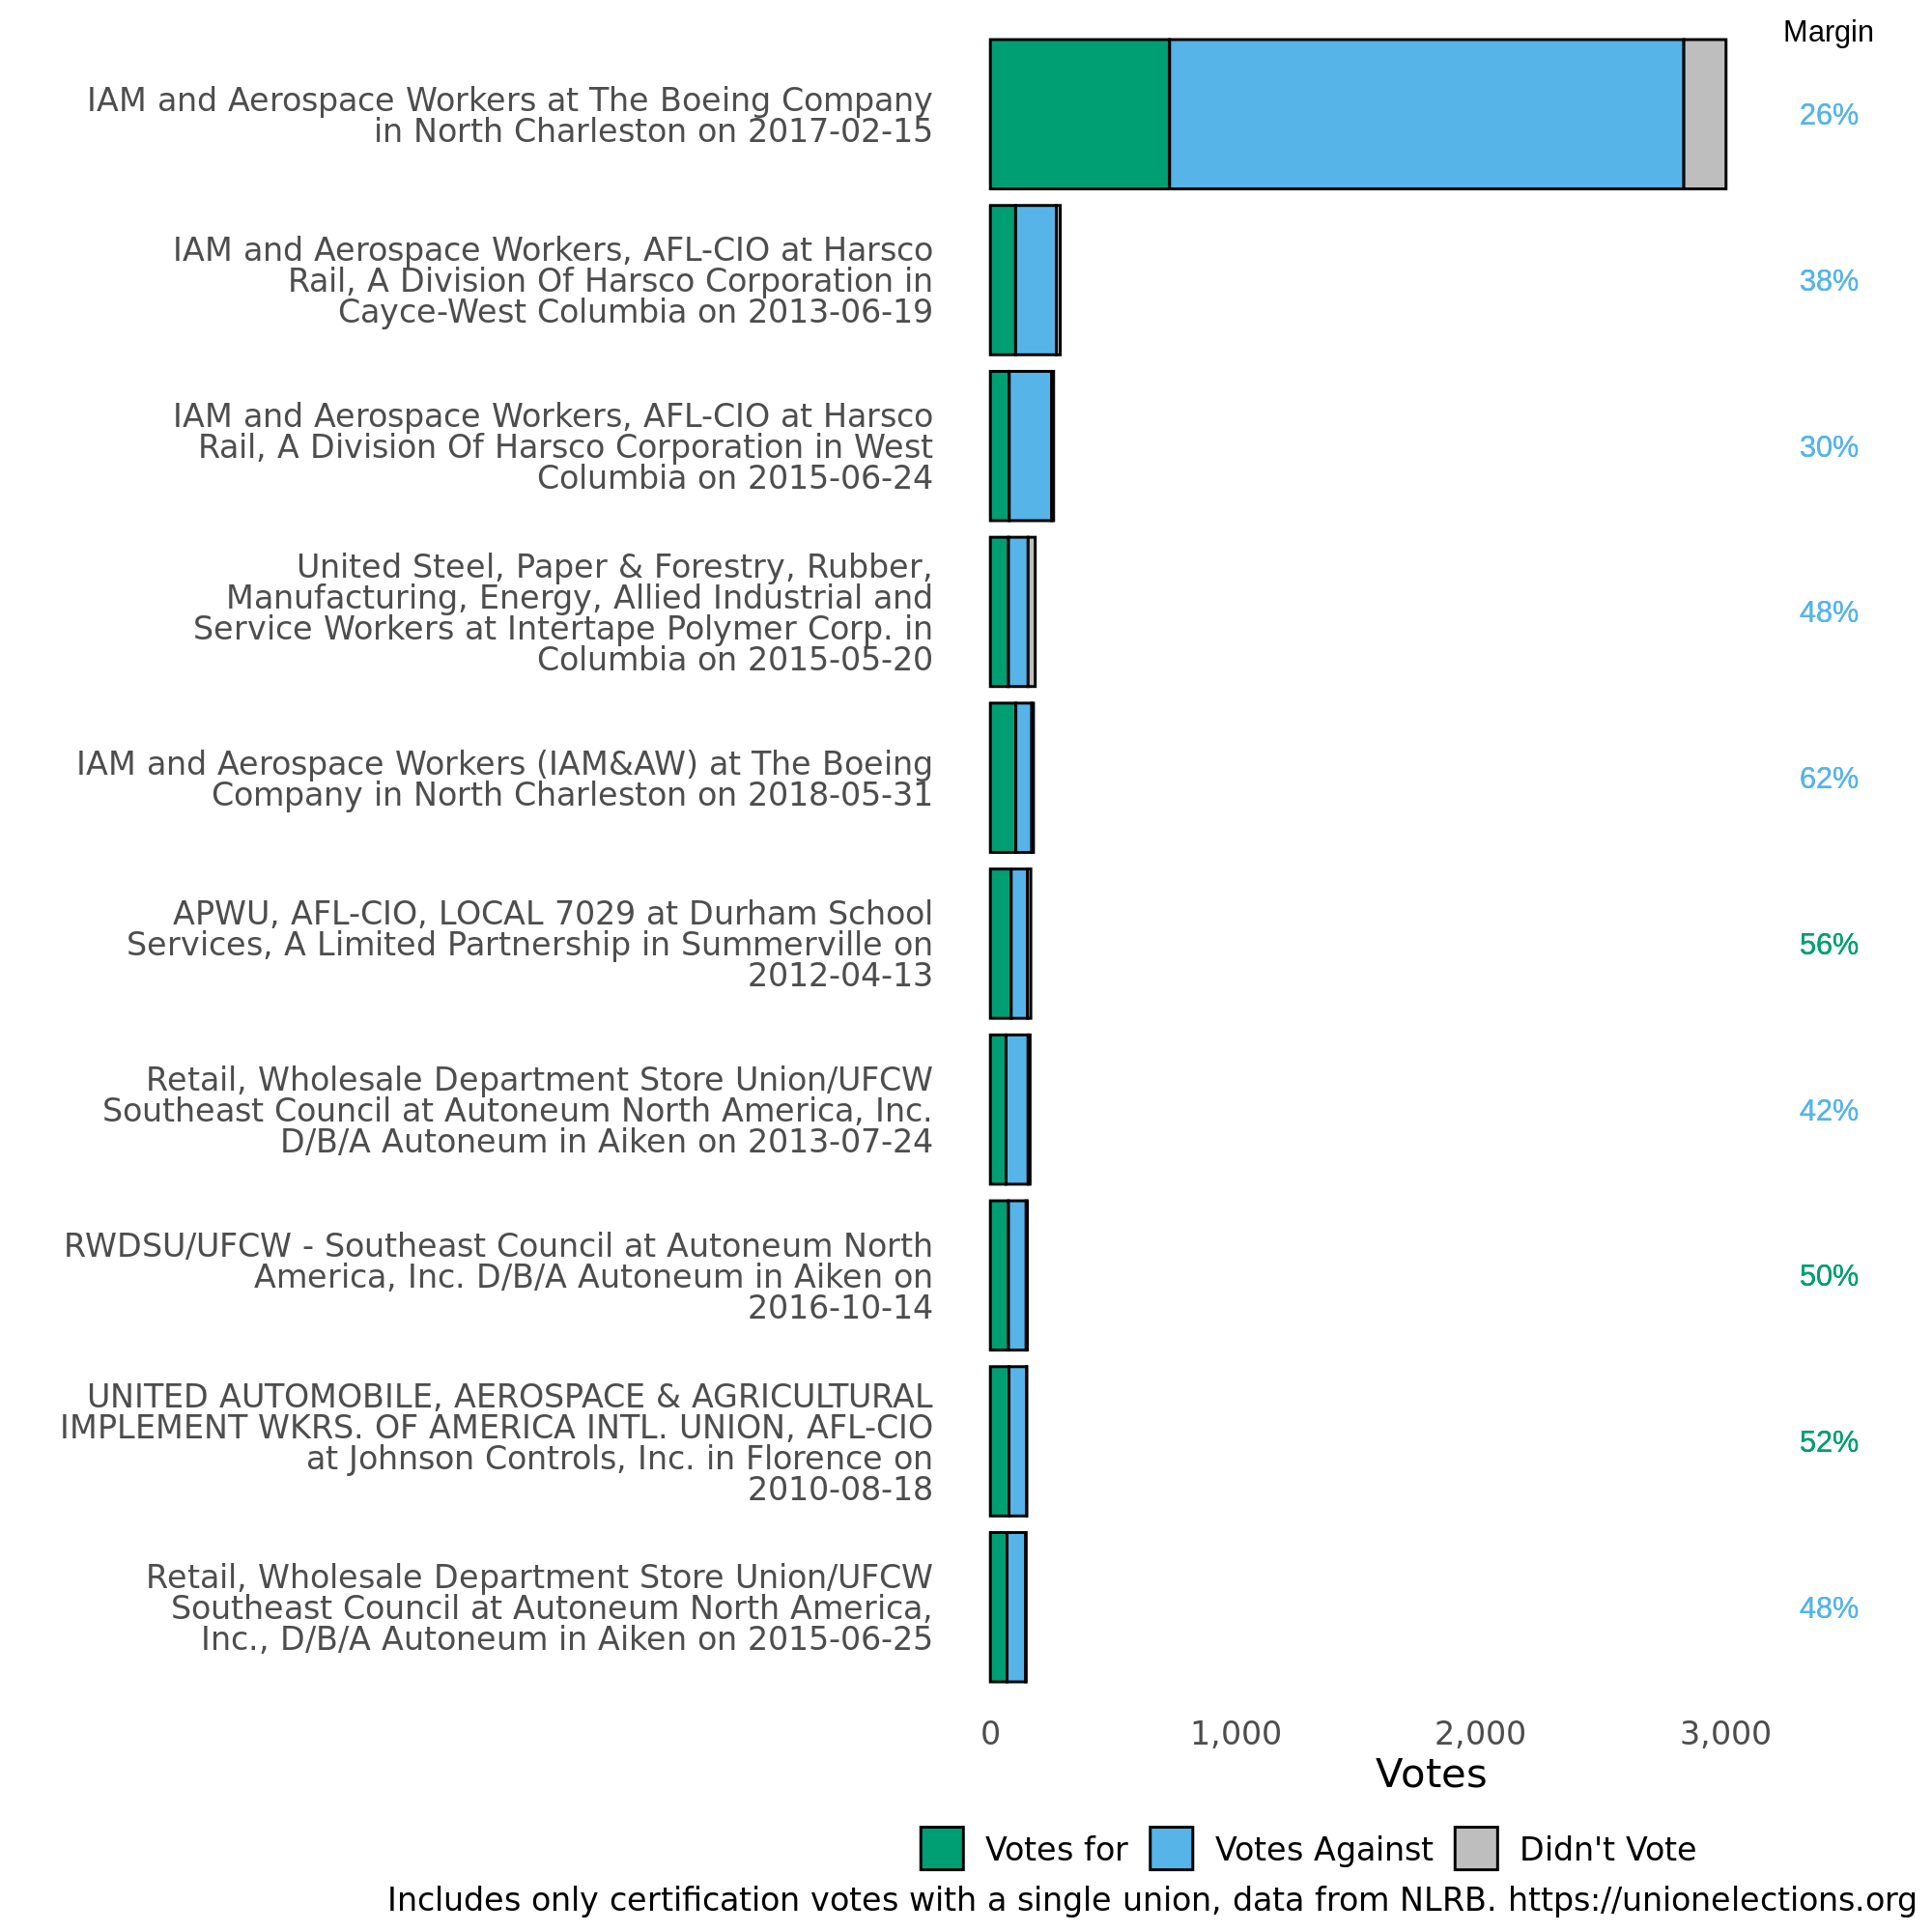 Margin
IAM and Aerospace Workers at The Boeing Company
in North Charleston on 2017-02-15
26%
IAM and Aerospace Workers, AFL-CIO at Harsco
Rail, A Division Of Harsco Corporation in
Cayce-West Columbia on 2013-06-19
38%
IAM and Aerospace Workers, AFL-CIO at Harsco
Rail, A Division Of Harsco Corporation in West
Columbia on 2015-06-24
30%
United Steel, Paper & Forestry, Rubber,
Manufacturing, Energy, Allied Industrial and
Service Workers at Intertape Polymer Corp. in
Columbia on 2015-05-20
48%
IAM and Aerospace Workers (IAM&AW) at The Boeing
Company in North Charleston on 2018-05-31
62%
APWU, AFL-CIO, LOCAL 7029 at Durham School
Services, A Limited Partnership in Summerville on
2012-04-13
56%
Retail, Wholesale Department Store Union/UFCW
Southeast Council at Autoneum North America, Inc.
D/B/A Autoneum in Aiken on 2013-07-24
42%
RWDSU/UFCW - Southeast Council at Autoneum North
America, Inc. D/B/A Autoneum in Aiken on
2016-10-14
50%
UNITED AUTOMOBILE, AEROSPACE & AGRICULTURAL
IMPLEMENT WKRS. OF AMERICA INTL. UNION, AFL-CIO
at Johnson Controls, Inc. in Florence on
2010-08-18
52%
Retail, Wholesale Department Store Union/UFCW
Southeast Council at Autoneum North America,
Inc., D/B/A Autoneum in Aiken on 2015-06-25
48%
0 1,000 2,000 3,000
Votes
Votes for Votes Against Didn't Vote
Includes only certification votes with a single union, data from NLRB. https://unionelections.org